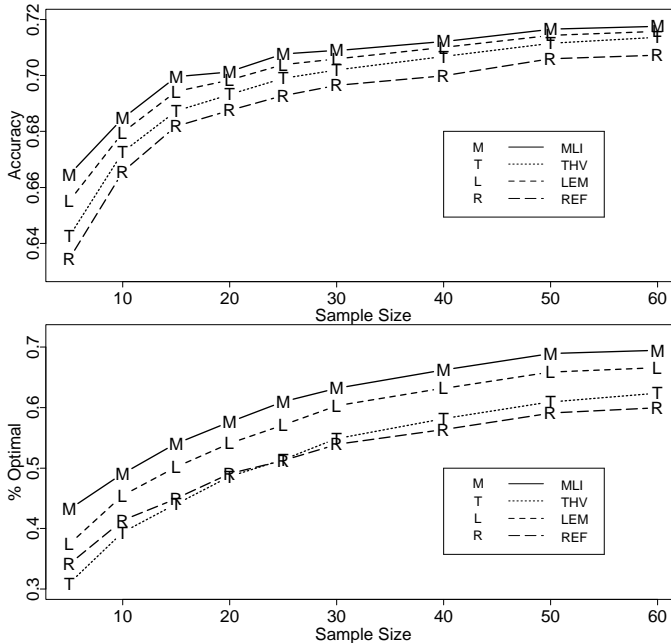 0.72
0.70
0.68
0.66
0.64
Accuracy
M M M M M M M M M
L L L L L L L L L
T T T T T T T T T
R R R R R R R R R
M MLI
T THV
L LEM
R REF
10 20 30 40 50 60
Sample Size
0.7
0.6
0.5
0.4
0.3
% Optimal
M M M M M M M M M
L L L L L L L L L
T T T T T T T T T
R R R R R R R R R
M MLI
T THV
L LEM
R REF
10 20 30 40 50 60
Sample Size